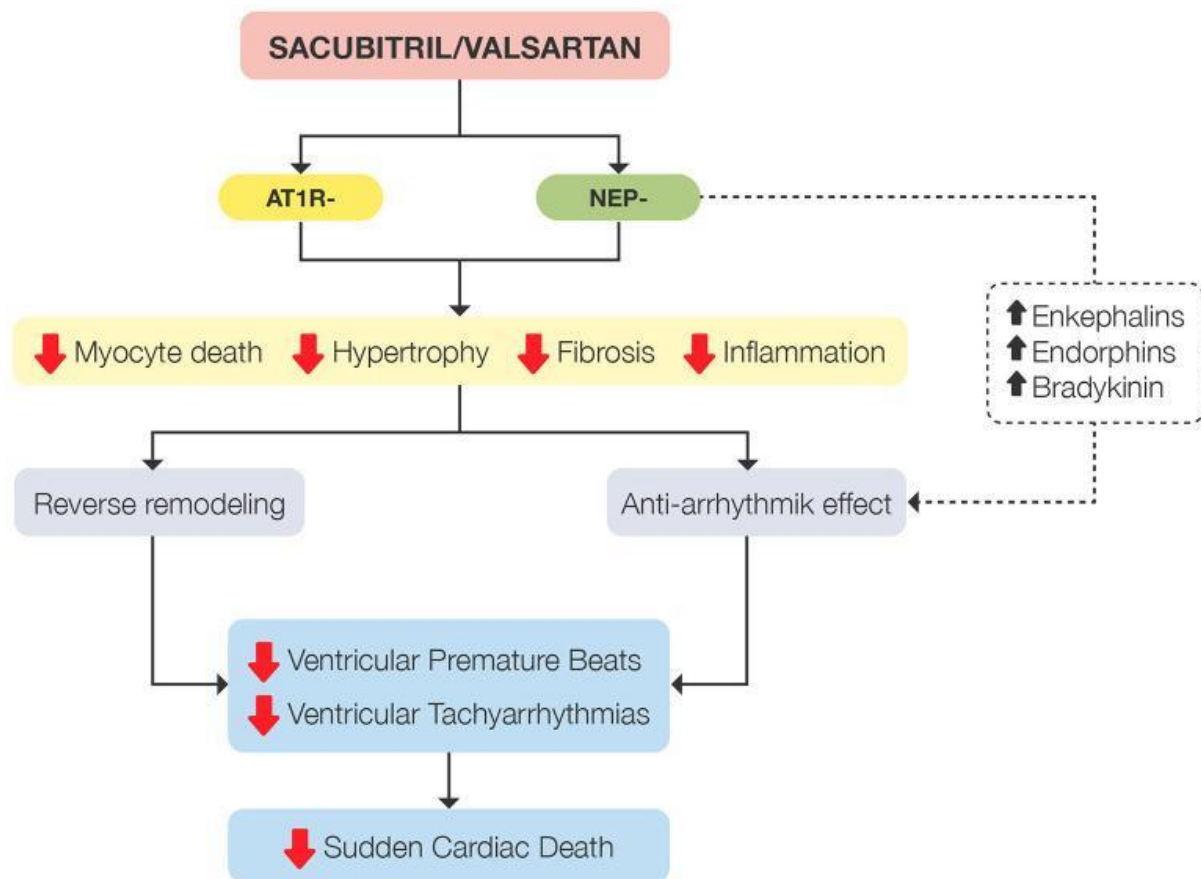 SACUBITRIL/VALSARTAN
AT1R-
NEP-
Enkephalins
Endorphins
Bradykinin
Myocyte death Hypertrophy Fibrosis Inflammation
Reverse remodeling
Anti-arrhythmik effect
Ventricular Premature Beats
Ventricular Tachyarrhythmias
Sudden Cardiac Death